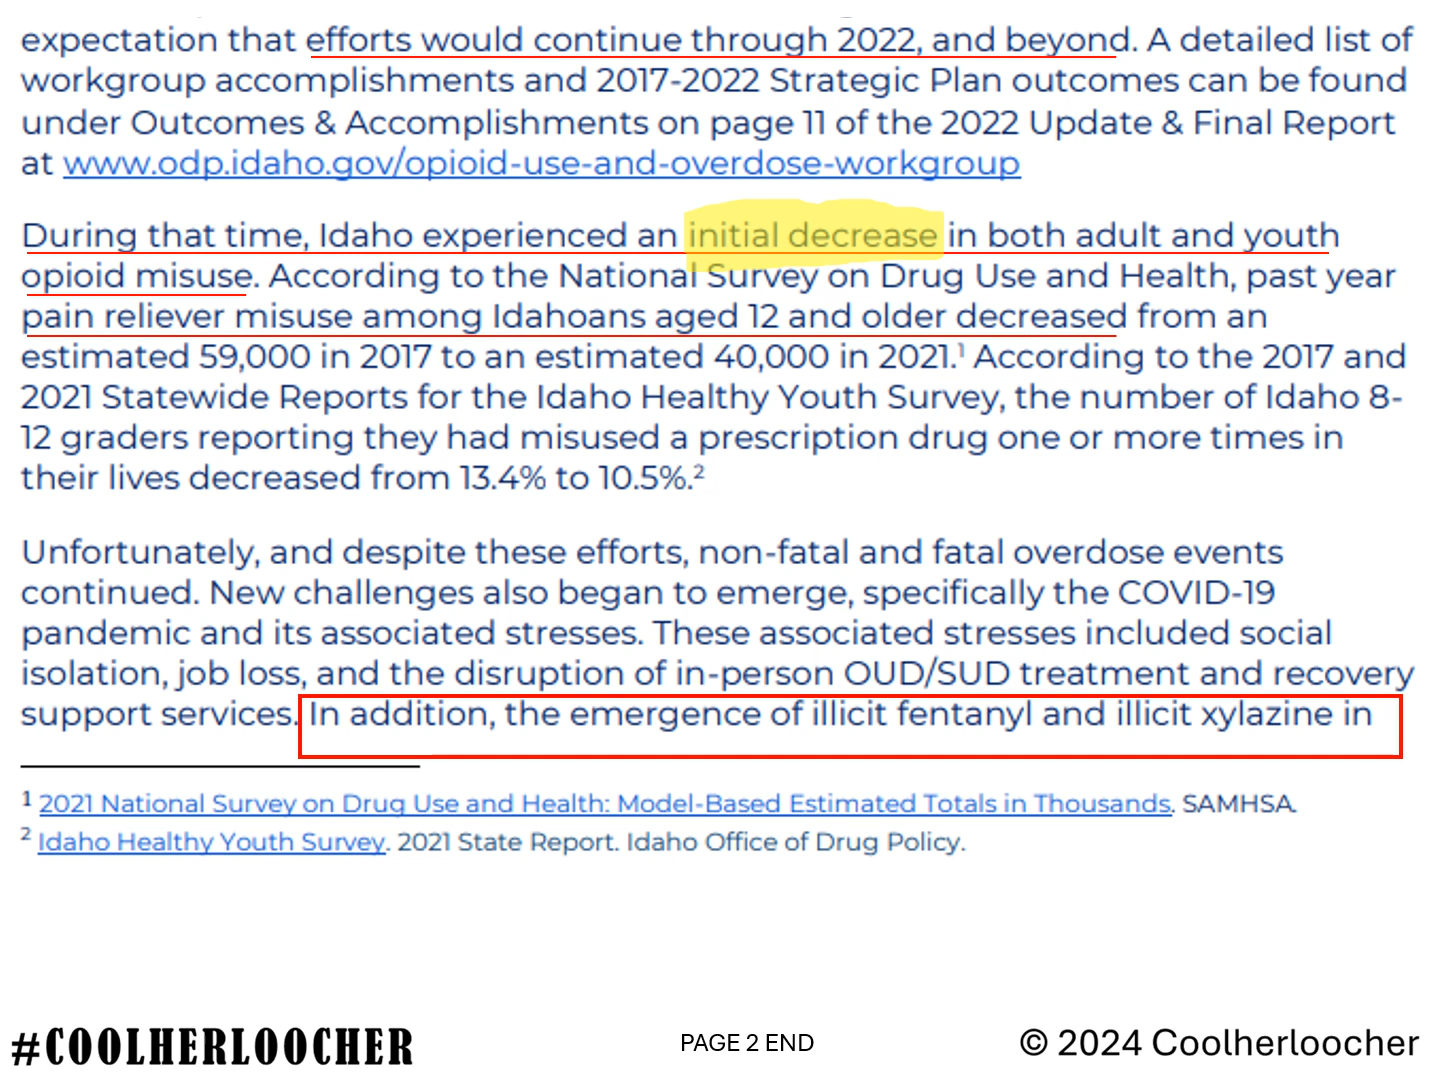 expectation that efforts would continue through 2022, and beyond. A detailed list of
workgroup accomplishments and 2017-2022 Strategic Plan outcomes can be found
under Outcomes & Accomplishments on page 11 of the 2022 Update & Final Report
at www.odp.idaho.gov/opioid-use-and-overdose-workgroup
During that time, Idaho experienced an initial decrease in both adult and youth
opioid misuse. According to the National Survey on Drug Use and Health, past year
pain reliever misuse among Idahoans aged 12 and older decreased from an
estimated 59,000 in 2017 to an estimated 40,000 in 2021.¹ According to the 2017 and
2021 Statewide Reports for the Idaho Healthy Youth Survey, the number of Idaho 8-
12 graders reporting they had misused a prescription drug one or more times in
their lives decreased from 13.4% to 10.5%.²
Unfortunately, and despite these efforts, non-fatal and fatal overdose events
continued. New challenges also began to emerge, specifically the COVID-19
pandemic and its associated stresses. These associated stresses included social
isolation, job loss, and the disruption of in-person OUD/SUD treatment and recovery
support services. In addition, the emergence of illicit fentanyl and illicit xylazine in
¹ 2021 National Survey on Drug Use and Health: Model-Based Estimated Totals in Thousands. SAMHSA.
² Idaho Healthy Youth Survey. 2021 State Report. Idaho Office of Drug Policy.
#COOLHERLOOCHER
PAGE 2 END
© 2024 Coolherloocher